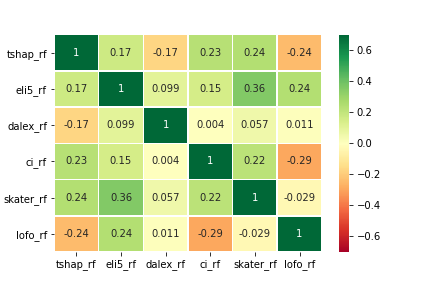 tshap_rf 1 0.17 -0.17 0.23 0.24 -0.24
eli5_rf 0.17 1 0.099 0.15 0.36 0.24
dalex_rf -0.17 0.099 1 0.004 0.057 0.011
ci_rf 0.23 0.15 0.004 1 0.22 -0.29
skater_rf 0.24 0.36 0.057 0.22 1 -0.029
lofo_rf -0.24 0.24 0.011 -0.29 -0.029 1
tshap_rf eli5_rf dalex_rf ci_rf skater_rf lofo_rf
0.6
0.4
0.2
0.0
−0.2
−0.4
−0.6